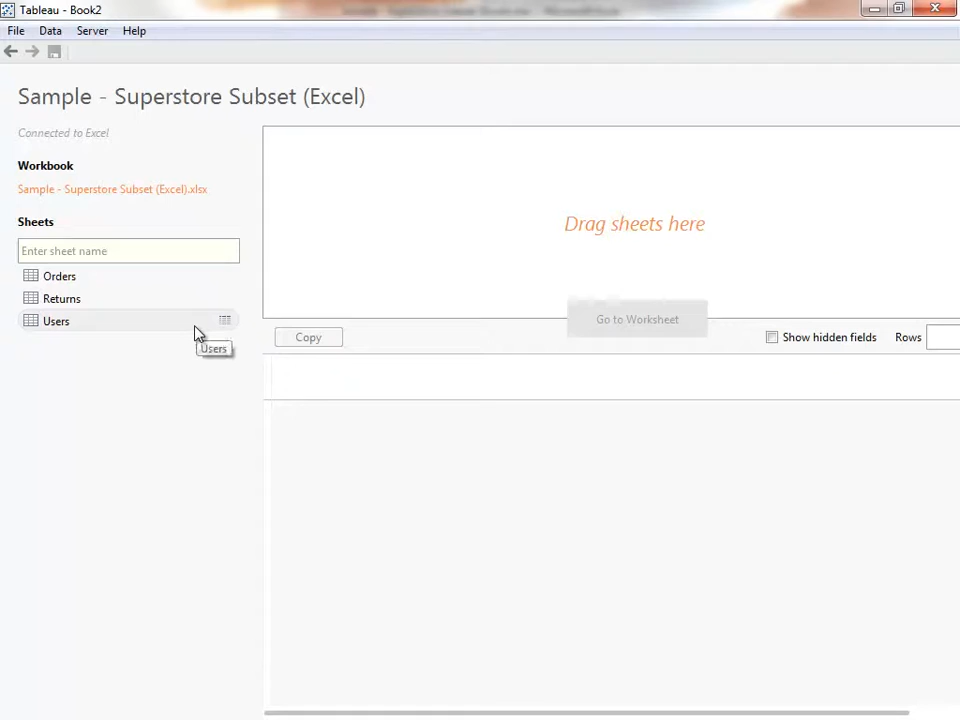 Tableau - Book2
File Data Server Help
Sample - Superstore Subset (Excel)
Connected to Excel
Workbook
Sample - Superstore Subset (Excel).xlsx
Sheets
Enter sheet name
Orders
Returns
Users
Users
Drag sheets here
Go to Worksheet
Copy
Show hidden fields
Rows